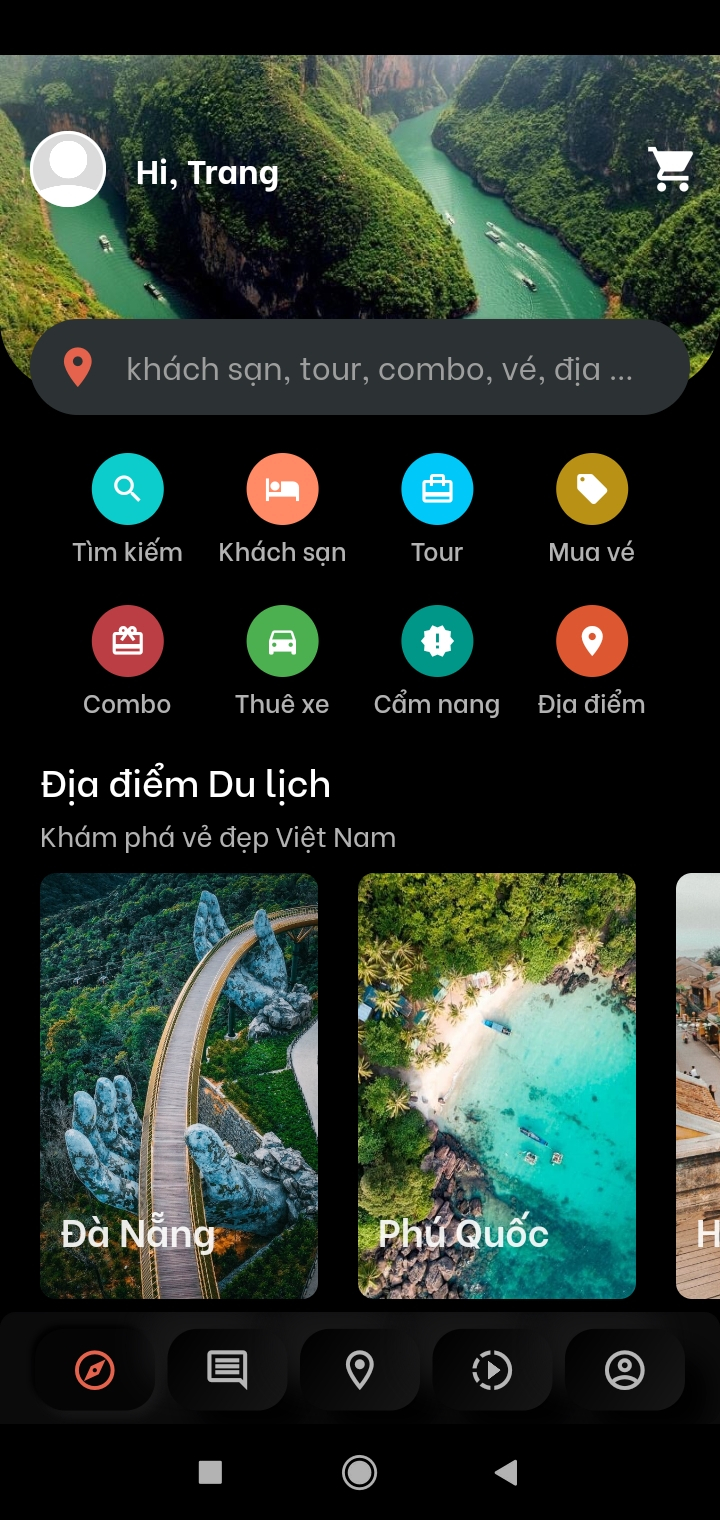 Hi, Trang
khách sạn, tour, combo, vé, địa ...
Tìm kiếm
Khách sạn
Tour
Mua vé
Combo
Thuê xe
Cẩm nang
Địa điểm
Địa điểm Du lịch
Khám phá vẻ đẹp Việt Nam
Đà Nẵng
Phú Quốc
H